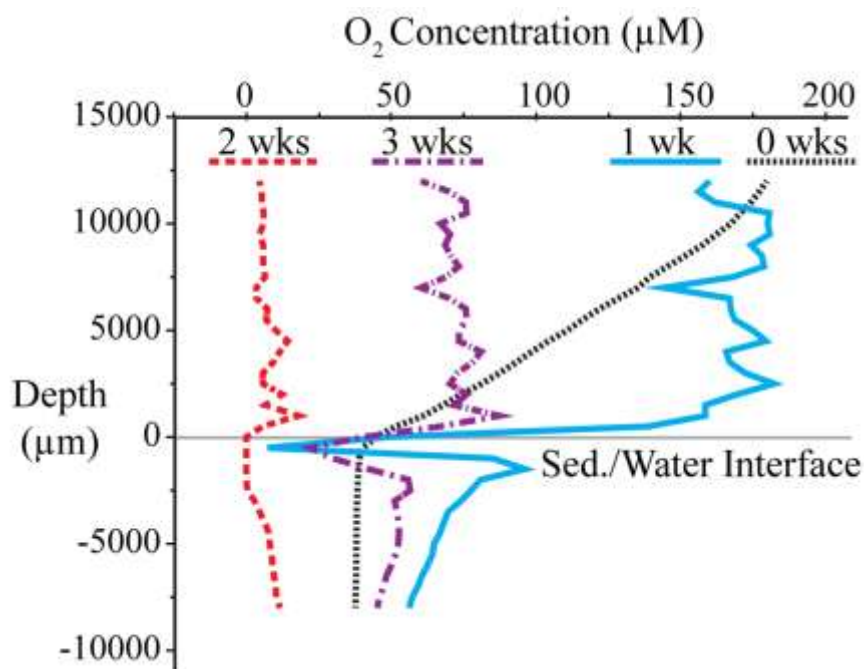 O₂ Concentration (µM)
0 50 100 150 200
15000
2 wks 3 wks 1 wk 0 wks
10000
5000
Depth
(µm)
0
Sed./Water Interface
-5000
-10000